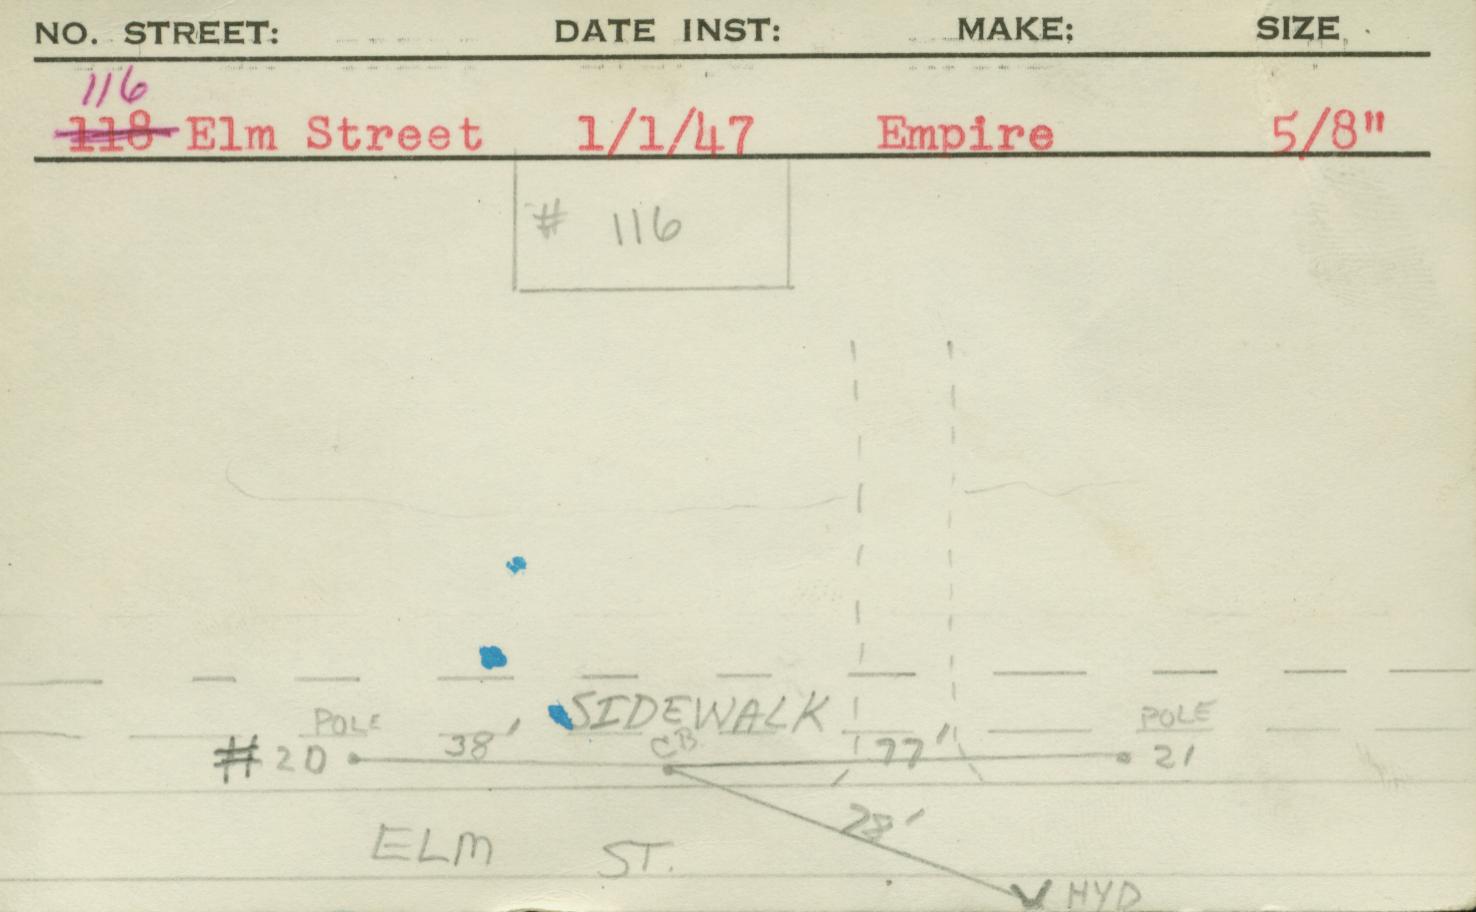 NO. STREET: DATE INST: MAKE: SIZE
116
118 Elm Street 1/1/47 Empire 5/8"
# 116
SIDEWALK
POLE POLE
#20 38' CB 77" 21
28'
ELM ST.
HYD